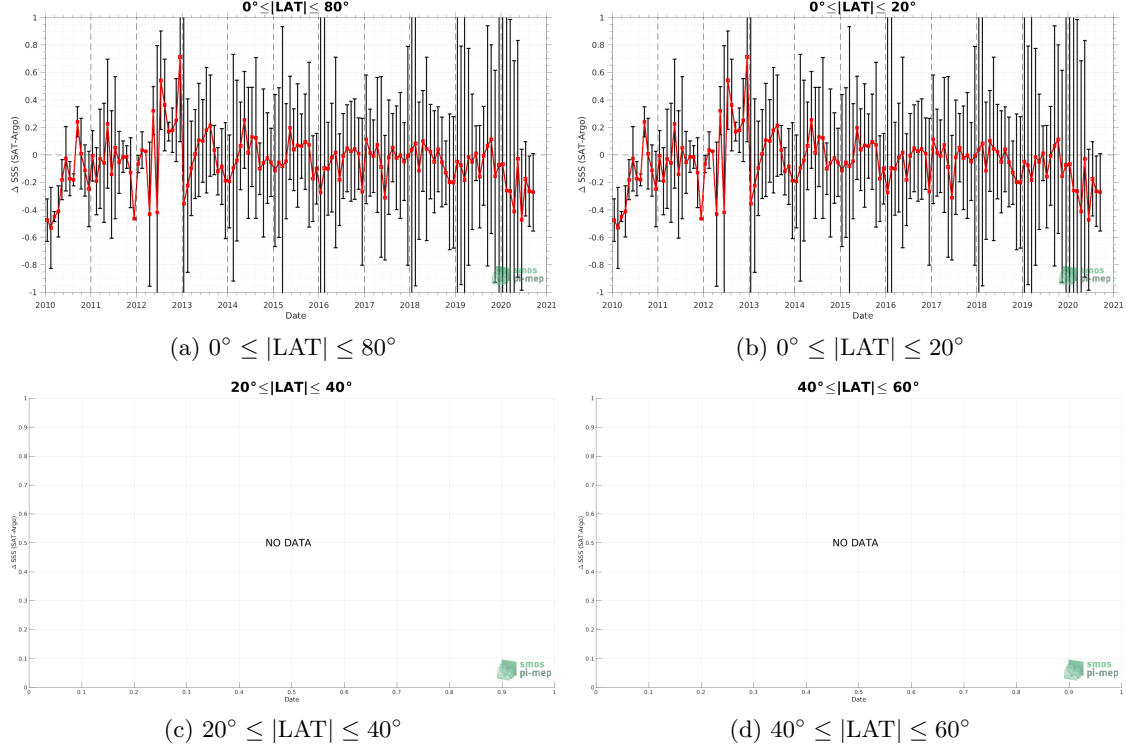 0°≤|LAT|≤ 80°
1
0.8
0.6
0.4
0.2
0
-0.2
-0.4
-0.6
-0.8
-1
Δ SSS (SAT-Argo)
2010 2011 2012 2013 2014 2015 2016 2017 2018 2019 2020 2021
Date
smos
pi-mep
(a) 0° ≤ |LAT| ≤ 80°
0°≤|LAT|≤ 20°
1
0.8
0.6
0.4
0.2
0
-0.2
-0.4
-0.6
-0.8
-1
Δ SSS (SAT-Argo)
2010 2011 2012 2013 2014 2015 2016 2017 2018 2019 2020 2021
Date
smos
pi-mep
(b) 0° ≤ |LAT| ≤ 20°
20°≤|LAT|≤ 40°
1
0.9
0.8
0.7
0.6
0.5
0.4
0.3
0.2
0.1
0
Δ SSS (SAT-Argo)
NO DATA
0 0.1 0.2 0.3 0.4 0.5 0.6 0.7 0.8 0.9 1
Date
smos
pi-mep
(c) 20° ≤ |LAT| ≤ 40°
40°≤|LAT|≤ 60°
1
0.9
0.8
0.7
0.6
0.5
0.4
0.3
0.2
0.1
0
Δ SSS (SAT-Argo)
NO DATA
0 0.1 0.2 0.3 0.4 0.5 0.6 0.7 0.8 0.9 1
Date
smos
pi-mep
(d) 40° ≤ |LAT| ≤ 60°